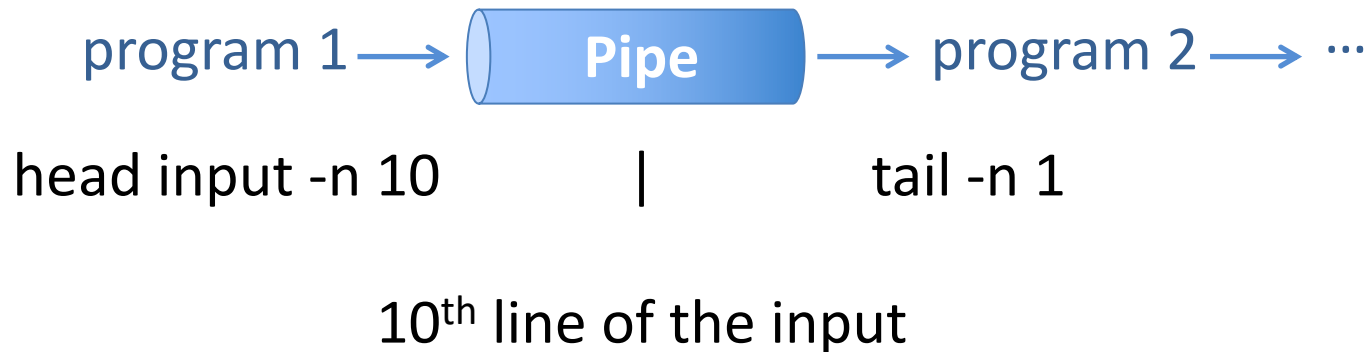 program 1 Pipe program 2 ...
head input -n 10 | tail -n 1
10th line of the input